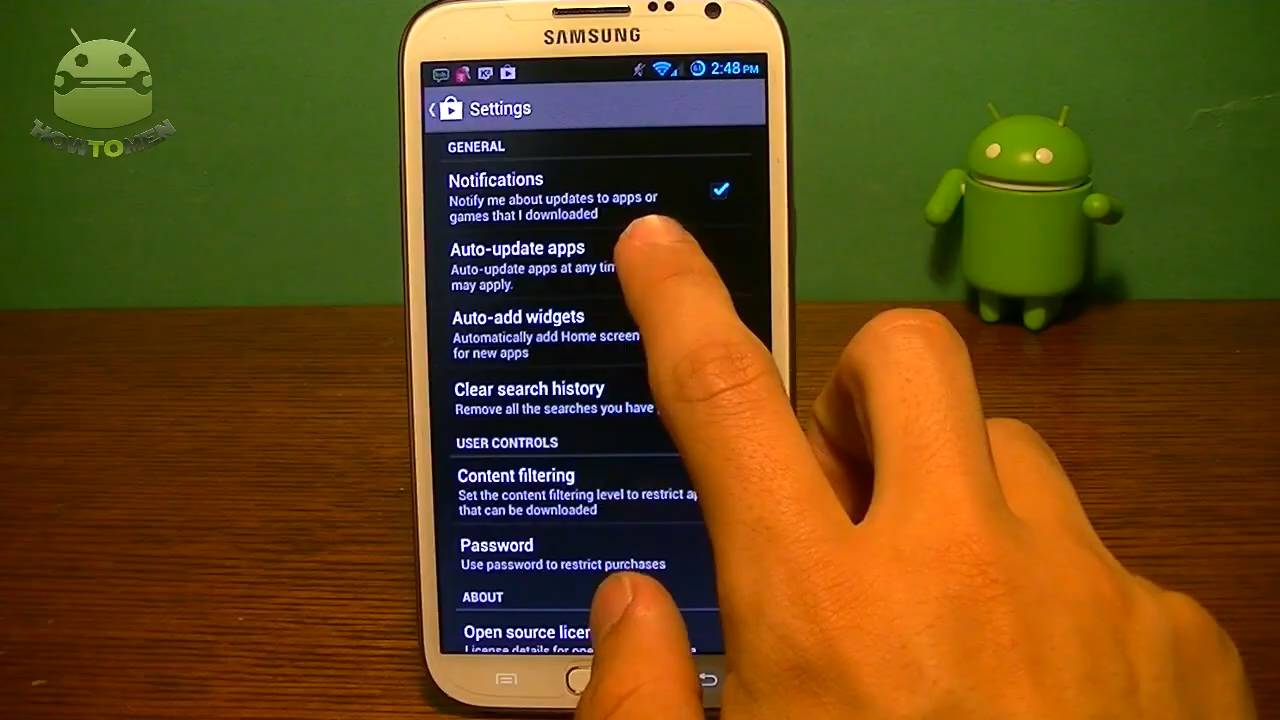 HOWTOMEN
SAMSUNG
2:48 PM
Settings
GENERAL
Notifications
Notify me about updates to apps or
games that I downloaded
Auto-update apps
Auto-update apps at any
may apply.
Auto-add widgets
Automatically add Home screen
for new apps
Clear search history
Remove all the searches you have
USER CONTROLS
Content filtering
Set the content filtering level to restrict
that can be downloaded
Password
Use password to restrict purchases
ABOUT
Open source
License details for